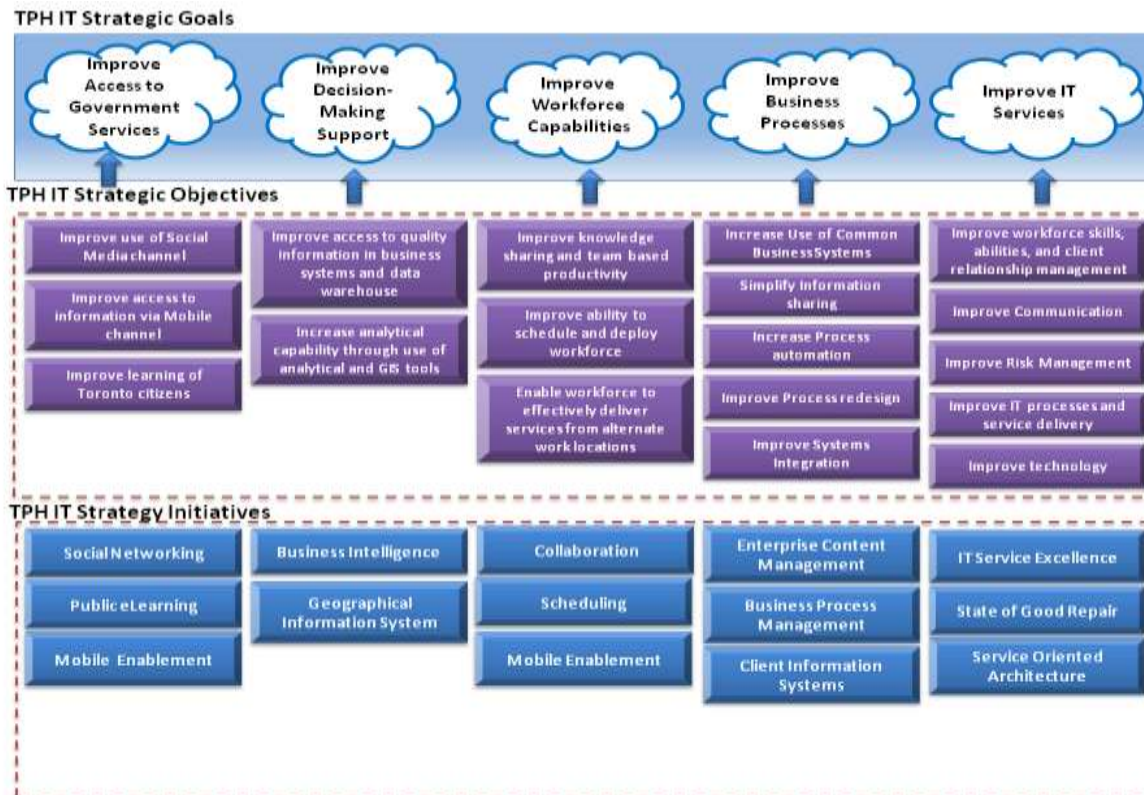 TPH IT Strategic Goals
Improve
Access to
Government
Services
Improve
Decision-
Making
Support
Improve
Workforce
Capabilities
Improve
Business
Processes
Improve IT
Services
TPH IT Strategic Objectives
Improve use of Social
Media channel
Improve access to
information via Mobile
channel
Improve learning of
Toronto citizens
Improve access to quality
information in business
systems and data
warehouse
Increase analytical
capability through use of
analytical and GIS tools
Improve knowledge
sharing and team based
productivity
Improve ability to
schedule and deploy
workforce
Enable workforce to
effectively deliver
services from alternate
work locations
Increase Use of Common
Business Systems
Simplify Information
sharing
Increase Process
automation
Improve Process redesign
Improve Systems
Integration
Improve workforce skills,
abilities, and client
relationship management
Improve Communication
Improve Risk Management
Improve IT processes and
service delivery
Improve technology
TPH IT Strategy Initiatives
Social Networking
Public eLearning
Mobile Enablement
Business Intelligence
Geographical
Information System
Collaboration
Scheduling
Mobile Enablement
Enterprise Content
Management
Business Process
Management
Client Information
Systems
IT Service Excellence
State of Good Repair
Service Oriented
Architecture